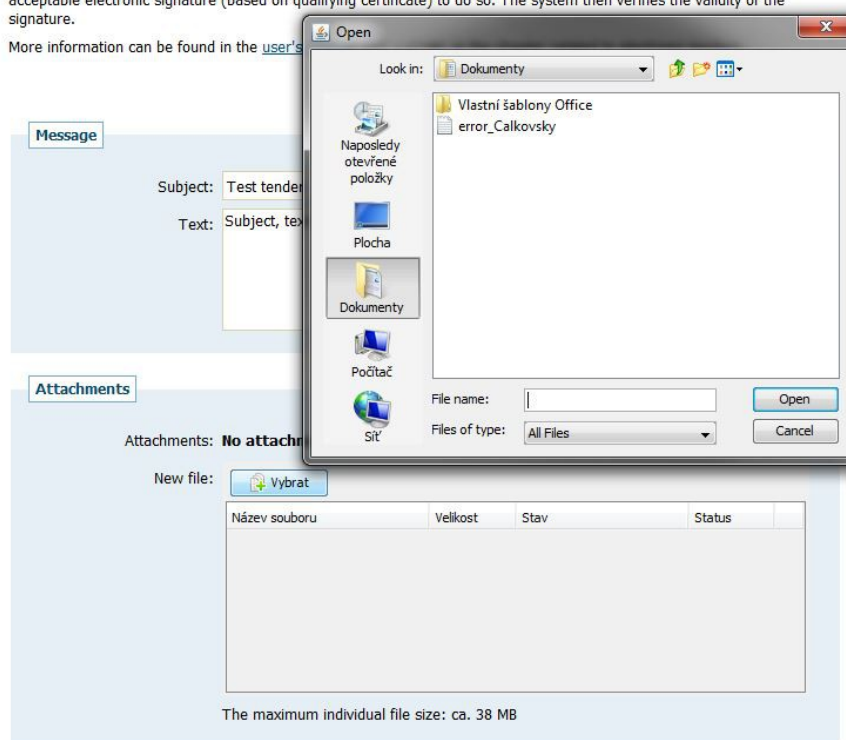 acceptable electronic signature (based on qualifying certificate) to do so. The system then verifies the validity of the
signature.
More information can be found in the user's
Message
Subject: Test tender
Text: Subject, tex
Attachments
Attachments: No attachm
New file: Vybrat
Název souboru Velikost Stav Status
The maximum individual file size: ca. 38 MB
Open
Look in: Dokumenty
Naposledy
otevřené
položky
Plocha
Dokumenty
Počítač
Síť
Vlastní šablony Office
error_Calkovsky
File name: Open
Files of type: All Files Cancel